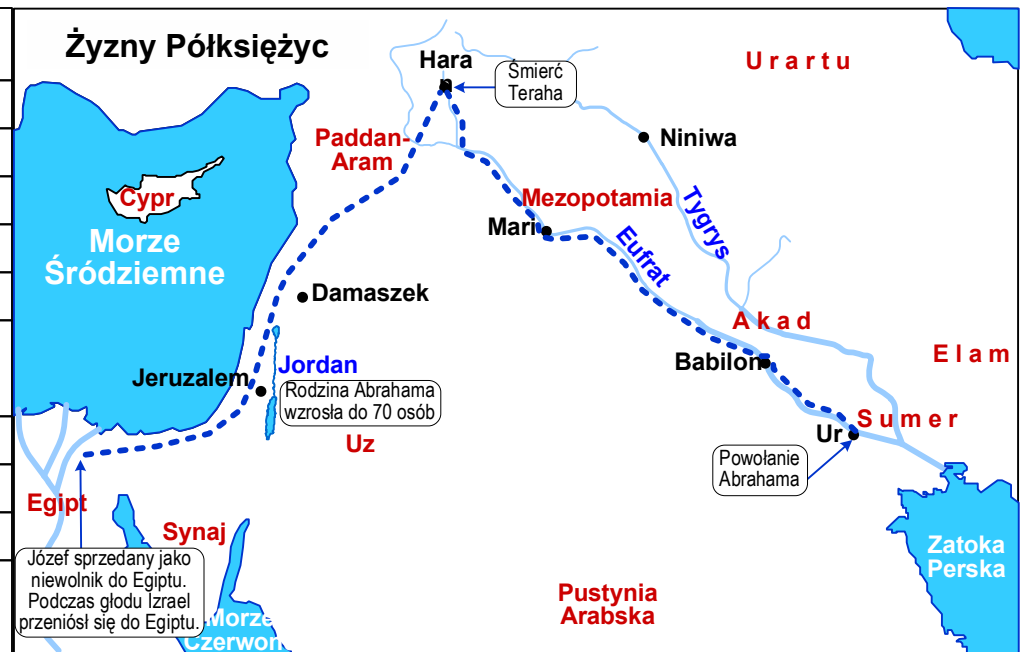 Żyzny Półksiężyc
Hara
n
Śmierć
Teraha
Urartu
Niniwa
Paddan-
Aram
Cypr
Mezopotamia
Tygrys
Mari
Eufrat
Morze
Śródziemne
Damaszek
Akad
Elam
Babilon
Jordan
Jeruzalem
Rodzina Abrahama
wzrosła do 70 osób
Sumer
Ur
Uz
Powołanie
Abrahama
Egipt
Synaj
Zatoka
Perska
Józef sprzedany jako
niewolnik do Egiptu.
Podczas głodu Izrael
przeniósł się do Egiptu.
Pustynia
Arabska
Morze
Czerwon